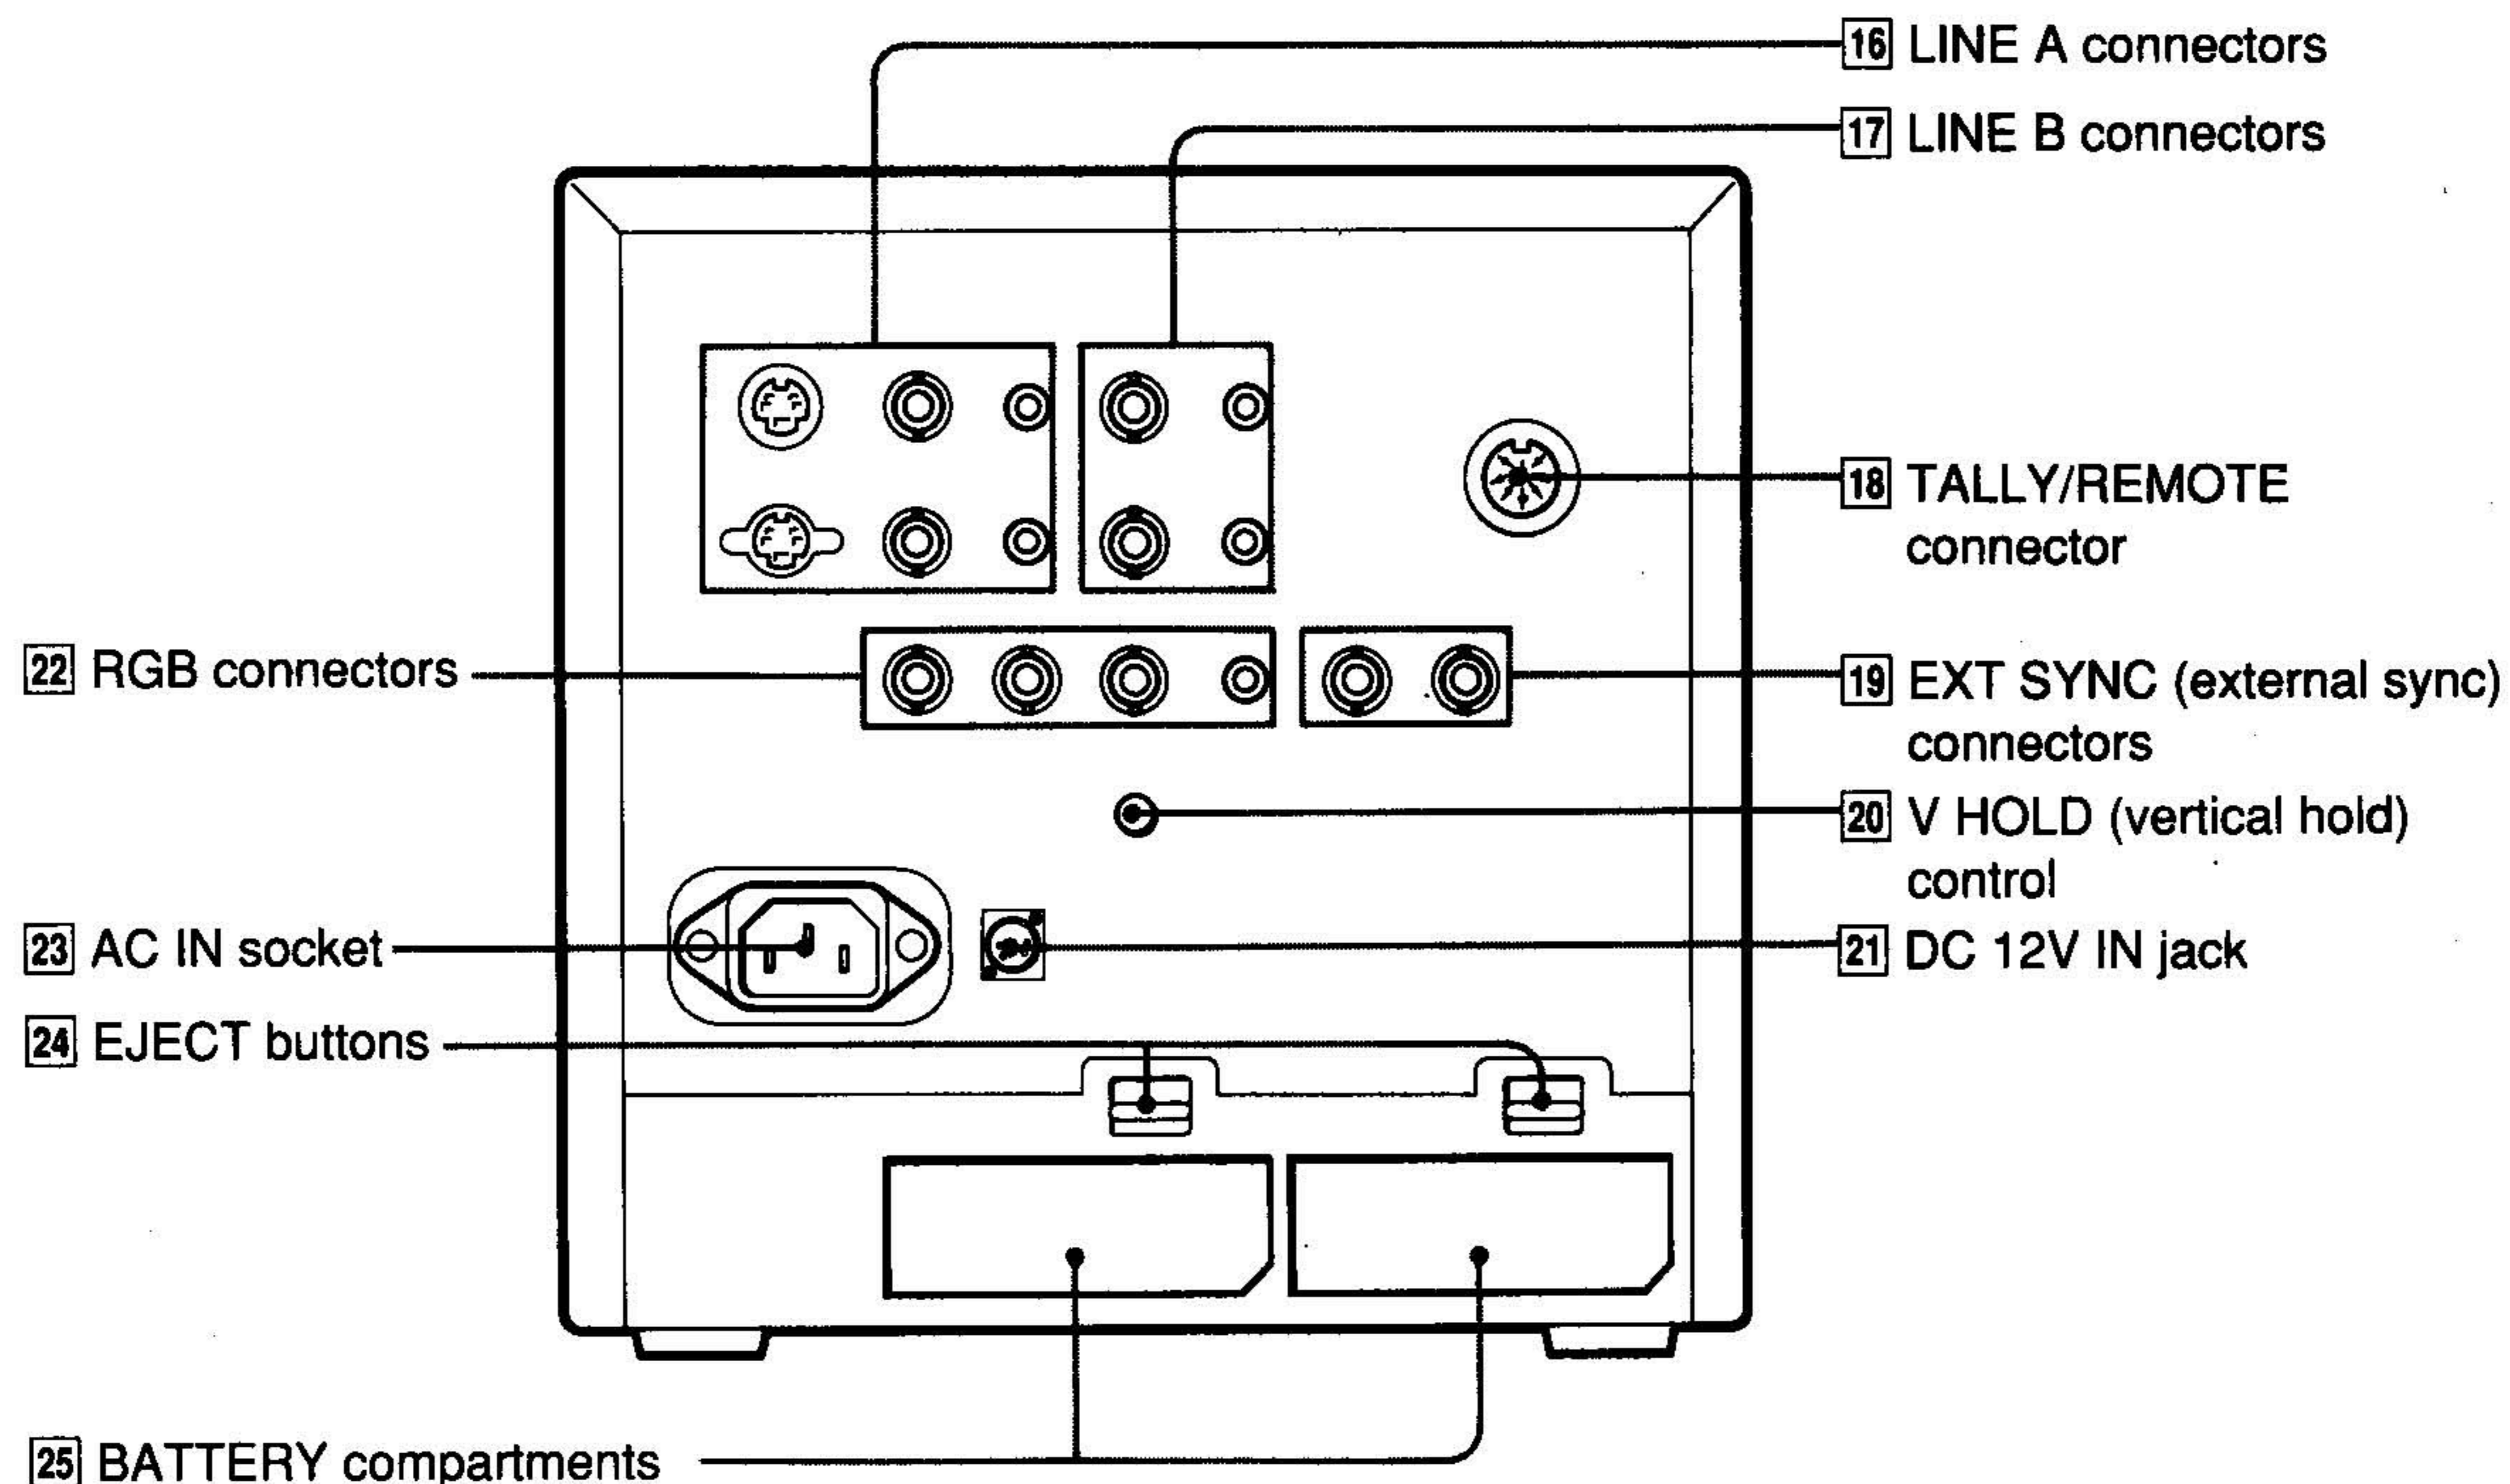 16 LINE A connectors
17 LINE B connectors
18 TALLY/REMOTE
connector
22 RGB connectors
19 EXT SYNC (external sync)
connectors
20 V HOLD (vertical hold)
control
23 AC IN socket
21 DC 12V IN jack
24 EJECT buttons
25 BATTERY compartments